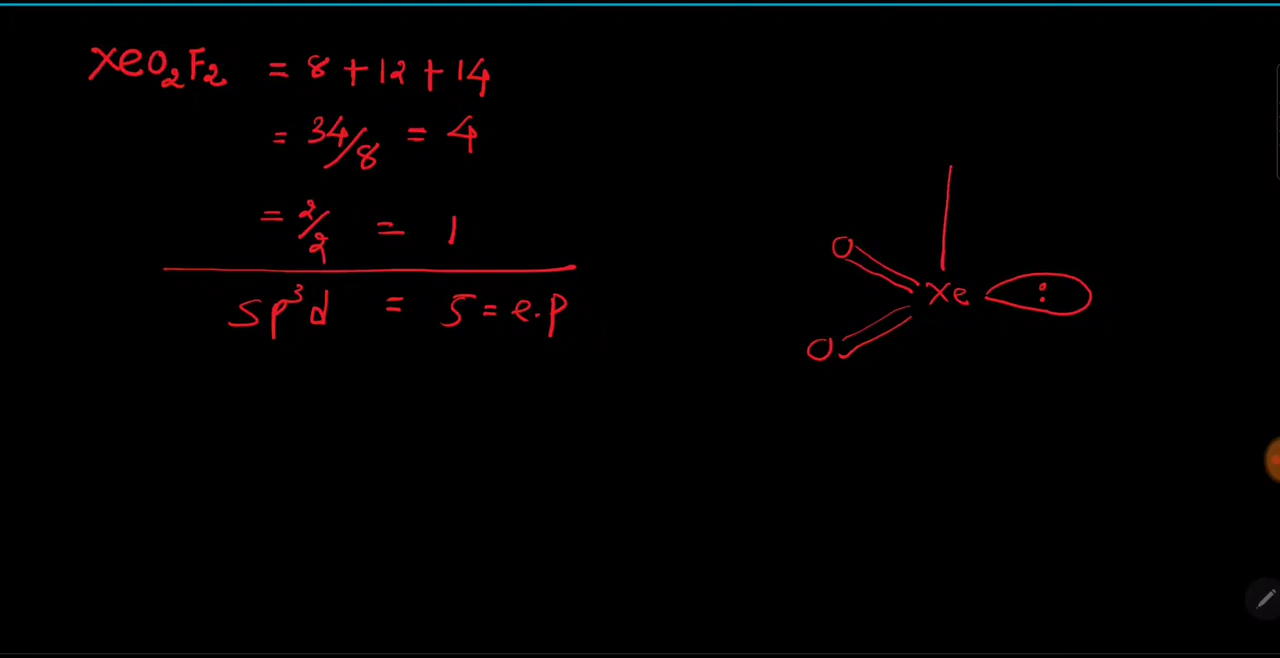 XeO₂F₂ = 8 + 12 + 14
= 34/8 = 4
= 2/2 = 1
sp³d = 5 = e.p
O
Xe :
O